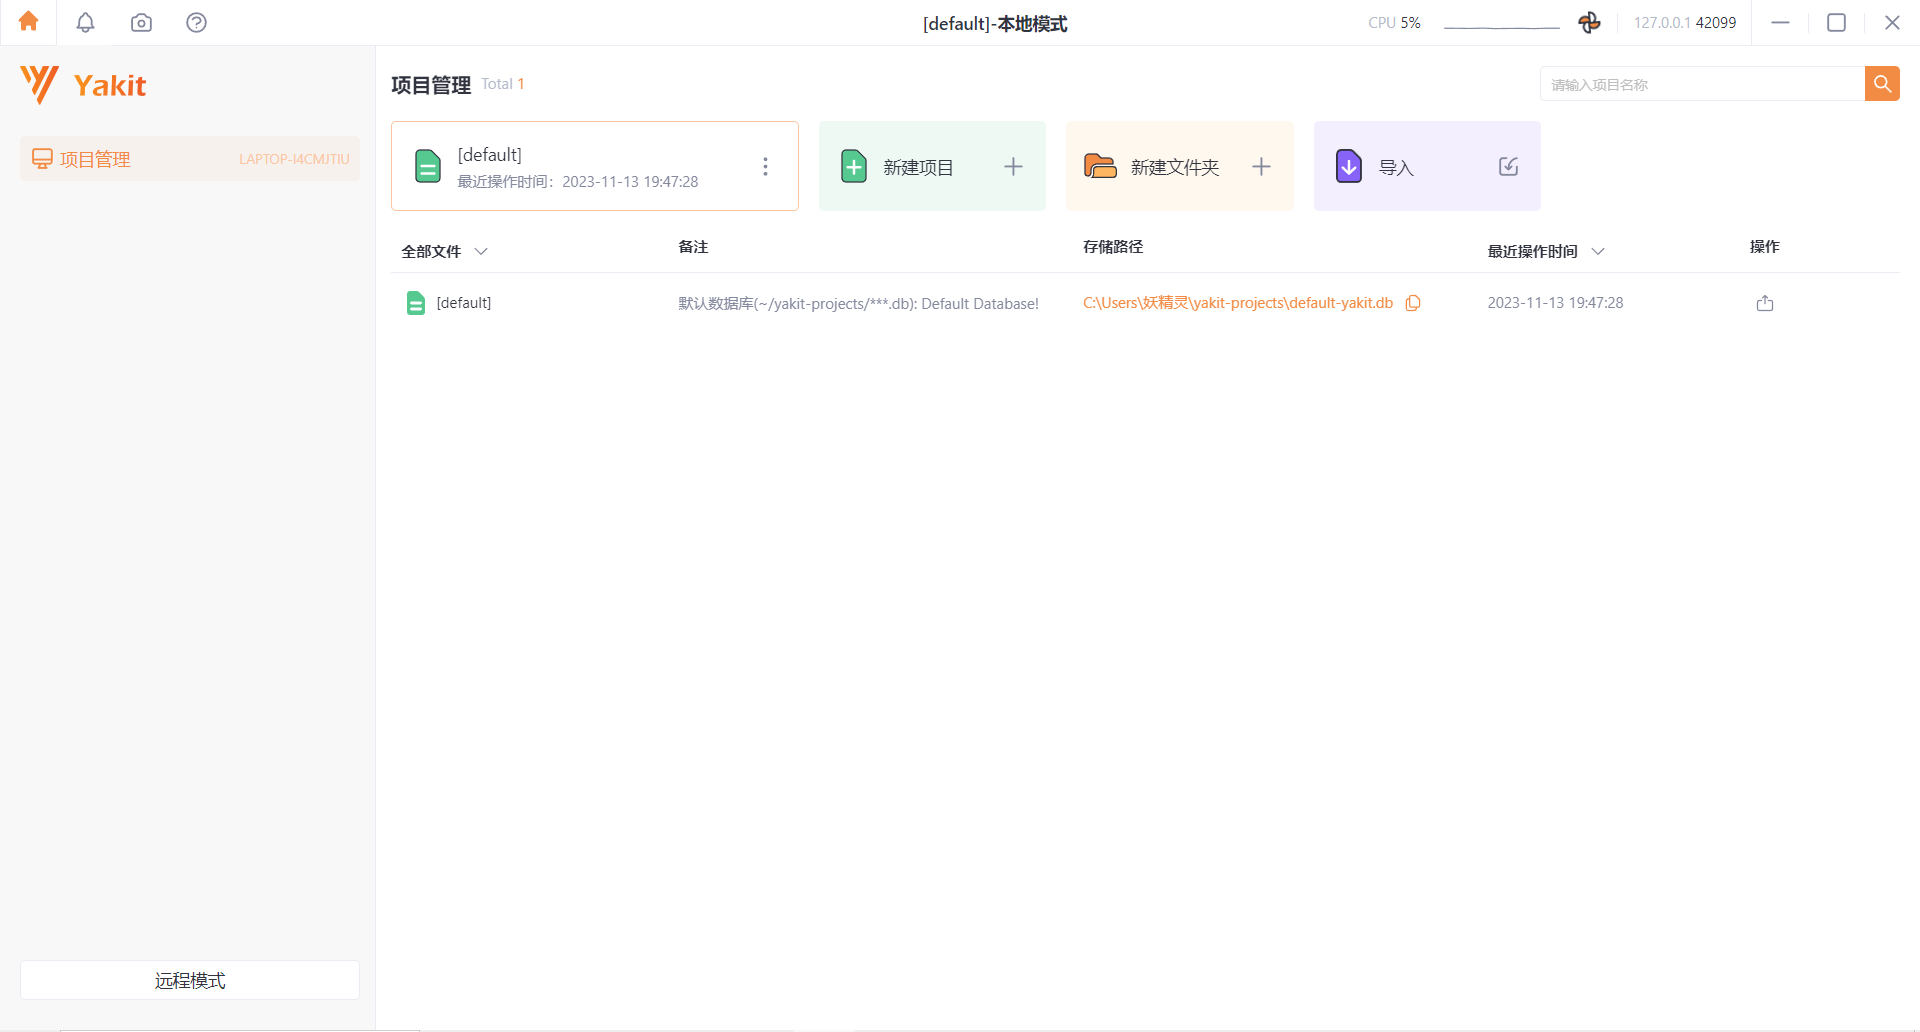 [default]-本地模式
CPU 5%
127.0.0.1 42099
Yakit
项目管理
LAPTOP-I4CMJTIU
项目管理 Total 1
请输入项目名称
[default]
最近操作时间：2023-11-13 19:47:28
新建项目
新建文件夹
导入
全部文件
备注
存储路径
最近操作时间
操作
[default]
默认数据库(~/yakit-projects/***.db): Default Database!
C:\Users\妖精灵\yakit-projects\default-yakit.db
2023-11-13 19:47:28
远程模式